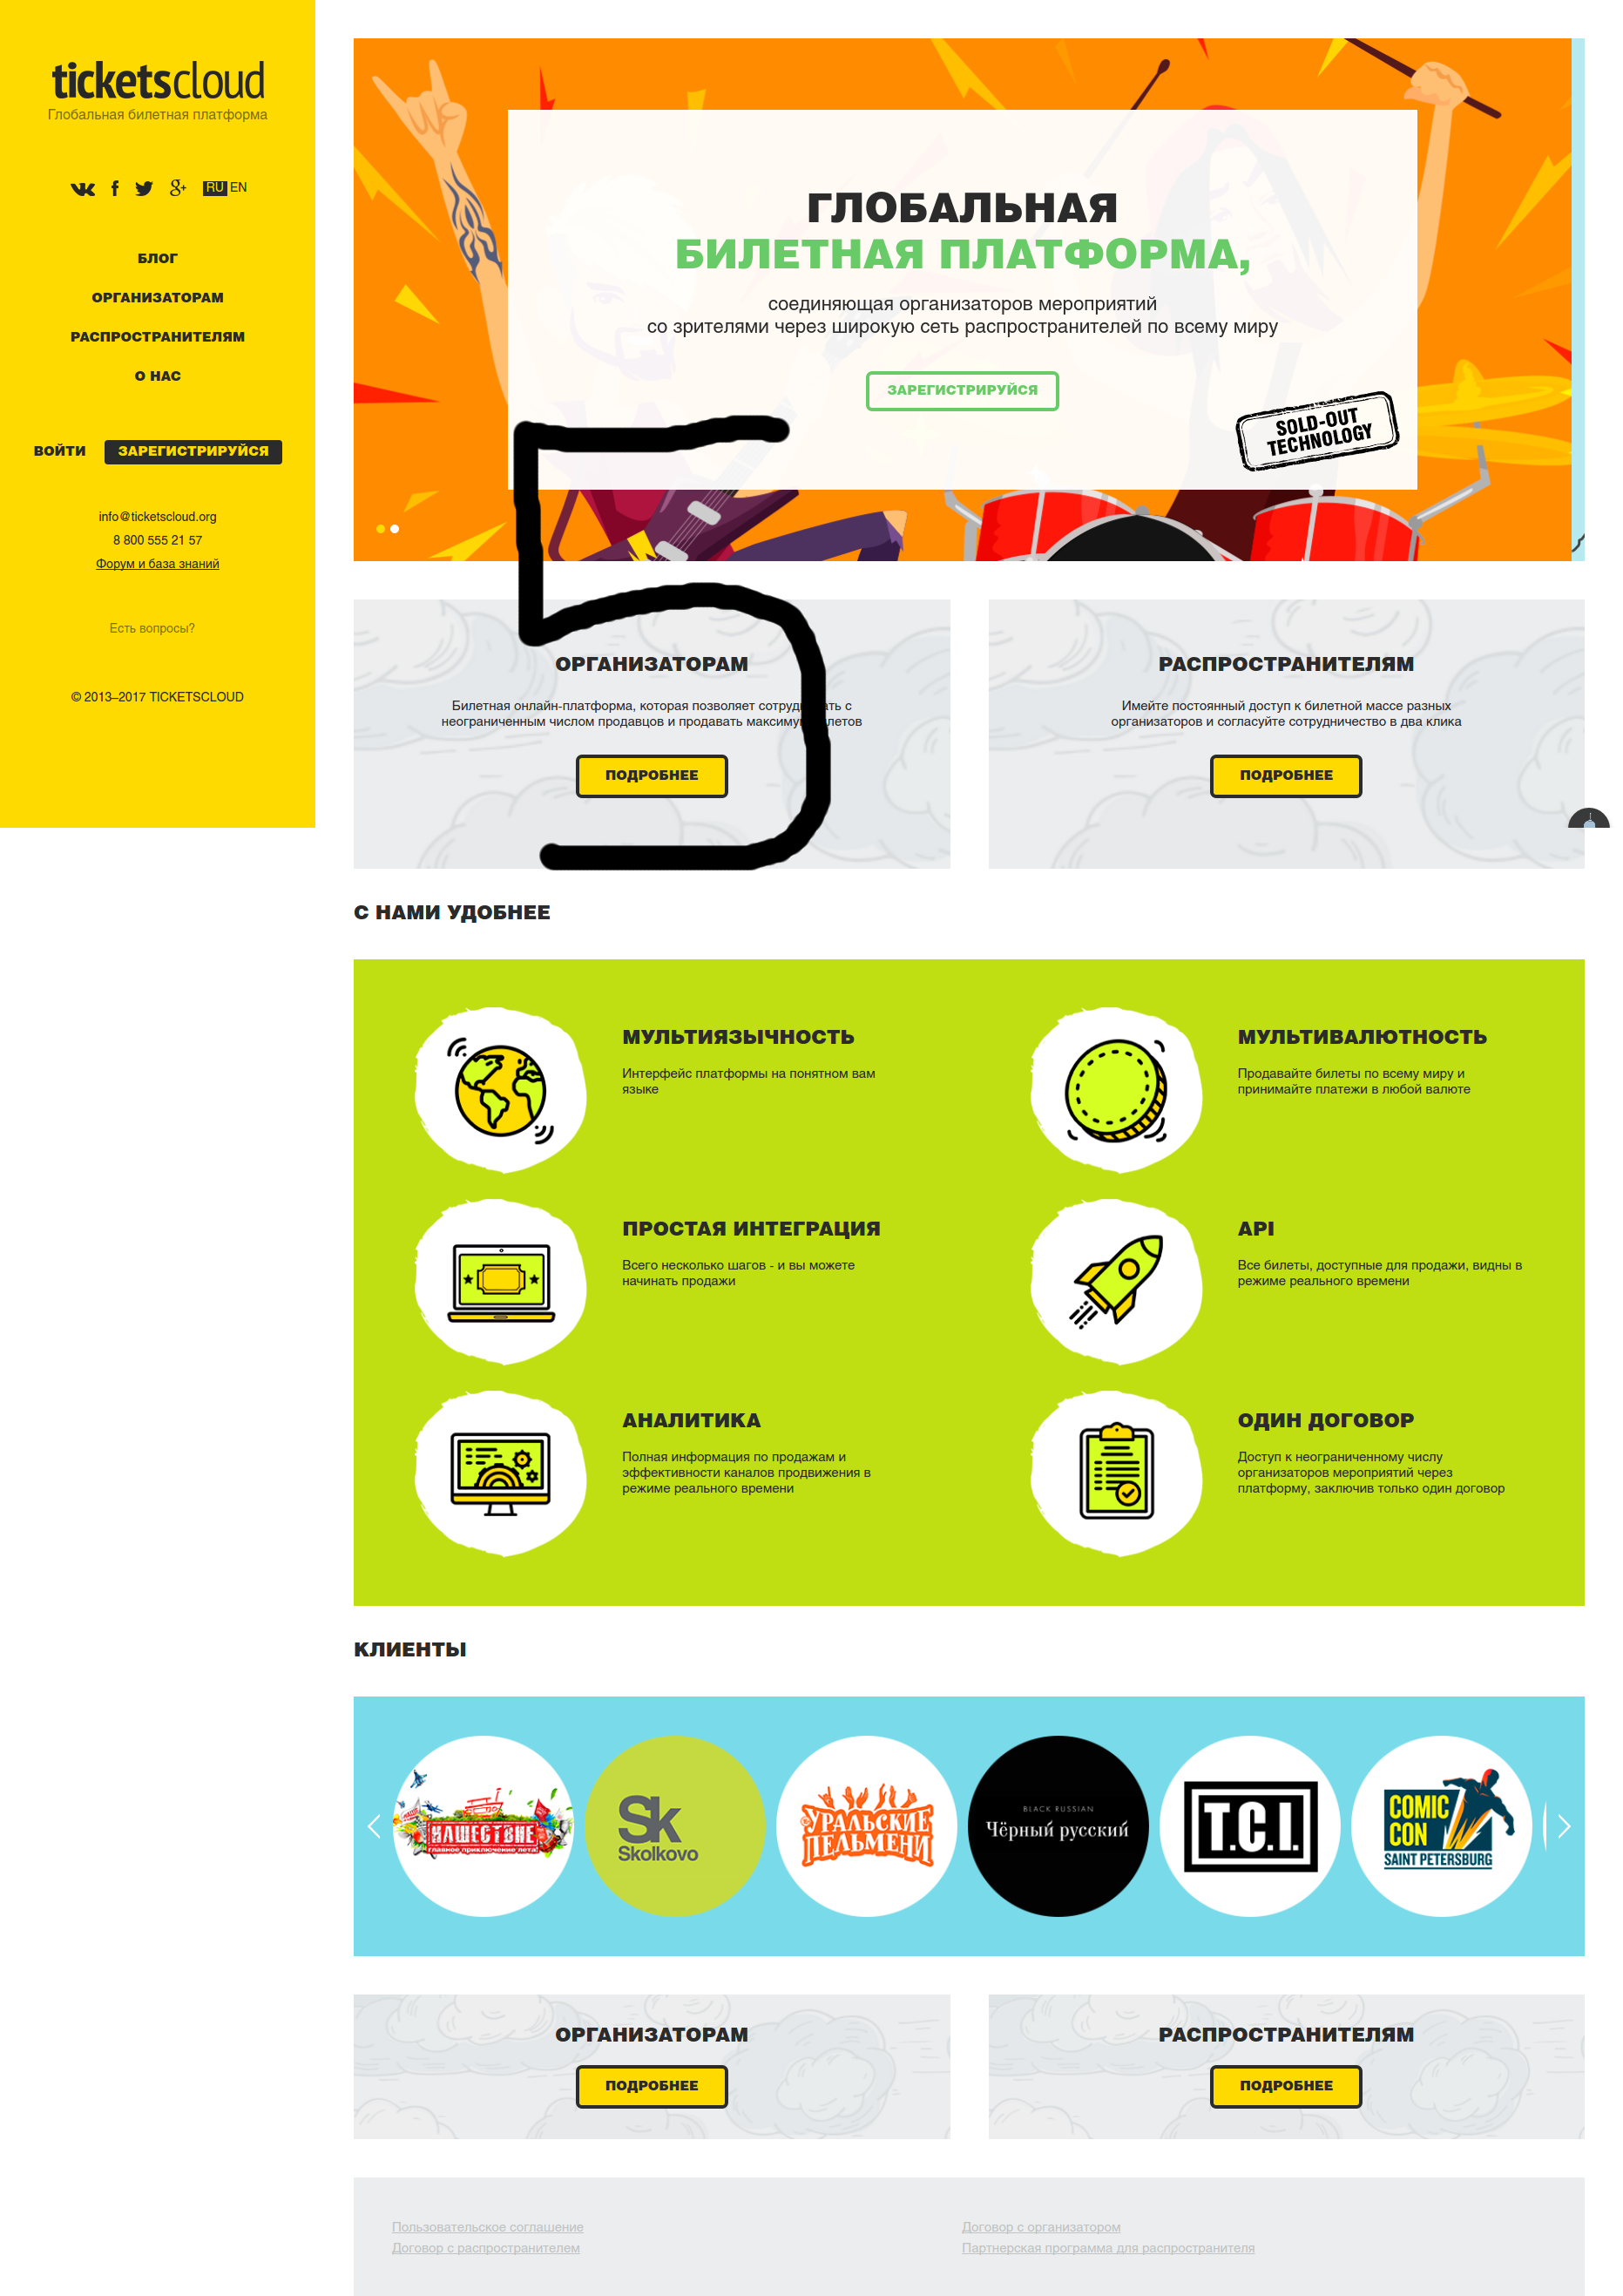 ticketscloud
Глобальная билетная платформа
RU EN
БЛОГ
ОРГАНИЗАТОРАМ
РАСПРОСТРАНИТЕЛЯМ
О НАС
ВОЙТИ ЗАРЕГИСТРИРУЙСЯ
info@ticketscloud.org
8 800 555 21 57
Форум и база знаний
Есть вопросы?
© 2013–2017 TICKETSCLOUD
ГЛОБАЛЬНАЯ
БИЛЕТНАЯ ПЛАТФОРМА,
соединяющая организаторов мероприятий
со зрителями через широкую сеть распространителей по всему миру
ЗАРЕГИСТРИРУЙСЯ
SOLD-OUT
TECHNOLOGY
5
ОРГАНИЗАТОРАМ
Билетная онлайн-платформа, которая позволяет с
неограниченным числом продавцов и продавать
ПОДРОБНЕЕ
РАСПРОСТРАНИТЕЛЯМ
Имейте постоянный доступ к билетной массе разных
организаторов и согласуйте сотрудничество в два клика
ПОДРОБНЕЕ
С НАМИ УДОБНЕЕ
МУЛЬТИЯЗЫЧНОСТЬ
Интерфейс платформы на понятном вам
языке
МУЛЬТИВАЛЮТНОСТЬ
Продавайте билеты по всему миру и
принимайте платежи в любой валюте
ПРОСТАЯ ИНТЕГРАЦИЯ
Всего несколько шагов - и вы можете
начинать продажи
API
Все билеты, доступные для продажи, видны в
режиме реального времени
АНАЛИТИКА
Полная информация по продажам и
эффективности каналов продвижения в
режиме реального времени
ОДИН ДОГОВОР
Доступ к неограниченному числу
организаторов мероприятий через
платформу, заключив только один договор
КЛИЕНТЫ
НАШЕСТВИЕ
главное приключение лета!
Sk
Skolkovo
УРАЛЬСКИЕ
ПЕЛЬМЕНИ
BLACK RUSSIAN
Чёрный русский
T.C.I.
COMIC
CON
SAINT PETERSBURG
ОРГАНИЗАТОРАМ
ПОДРОБНЕЕ
РАСПРОСТРАНИТЕЛЯМ
ПОДРОБНЕЕ
Пользовательское соглашение
Договор с распространителем
Договор с организатором
Партнерская программа для распространителя